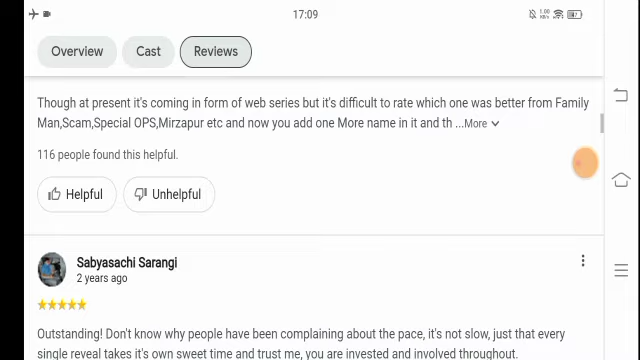 17:09
Overview Cast Reviews
Though at present it's coming in form of web series but it's difficult to rate which one was better from Family
Man,Scam,Special OPS,Mirzapur etc and now you add one More name in it and th ...More
116 people found this helpful.
Helpful Unhelpful
Sabyasachi Sarangi
2 years ago
Outstanding! Don't know why people have been complaining about the pace, it's not slow, just that every
single reveal takes it's own sweet time and trust me, you are invested and involved throughout.